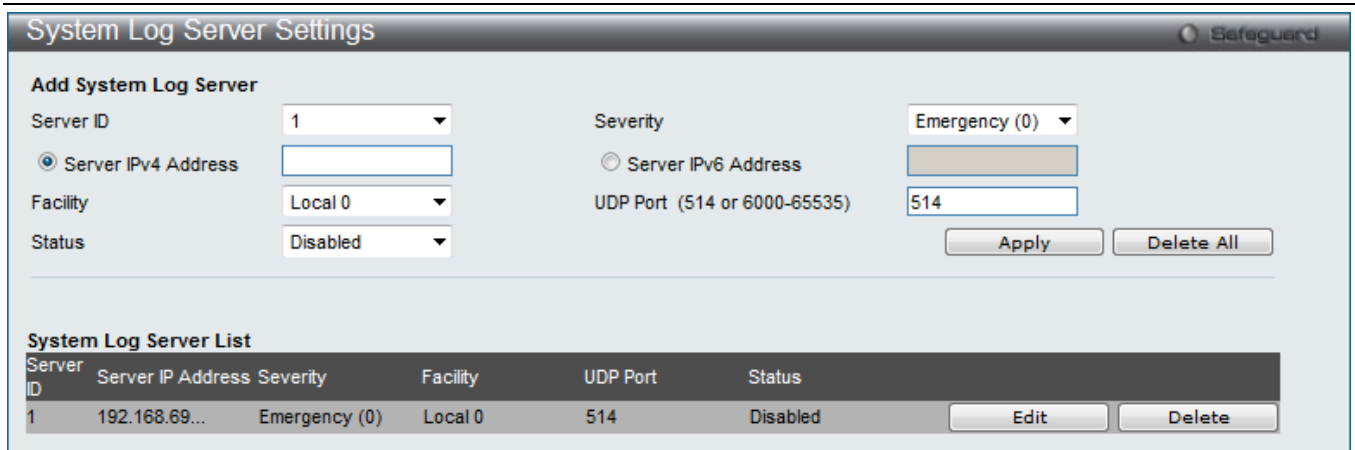 System Log Server Settings
Safeguard
Add System Log Server
Server ID 1 Severity Emergency (0)
Server IPv4 Address Server IPv6 Address
Facility Local 0 UDP Port (514 or 6000-65535) 514
Status Disabled Apply Delete All
System Log Server List
Server ID Server IP Address Severity Facility UDP Port Status
1 192.168.69... Emergency (0) Local 0 514 Disabled Edit Delete